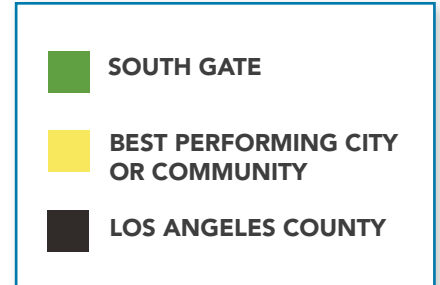 SOUTH GATE
BEST PERFORMING CITY
OR COMMUNITY
LOS ANGELES COUNTY